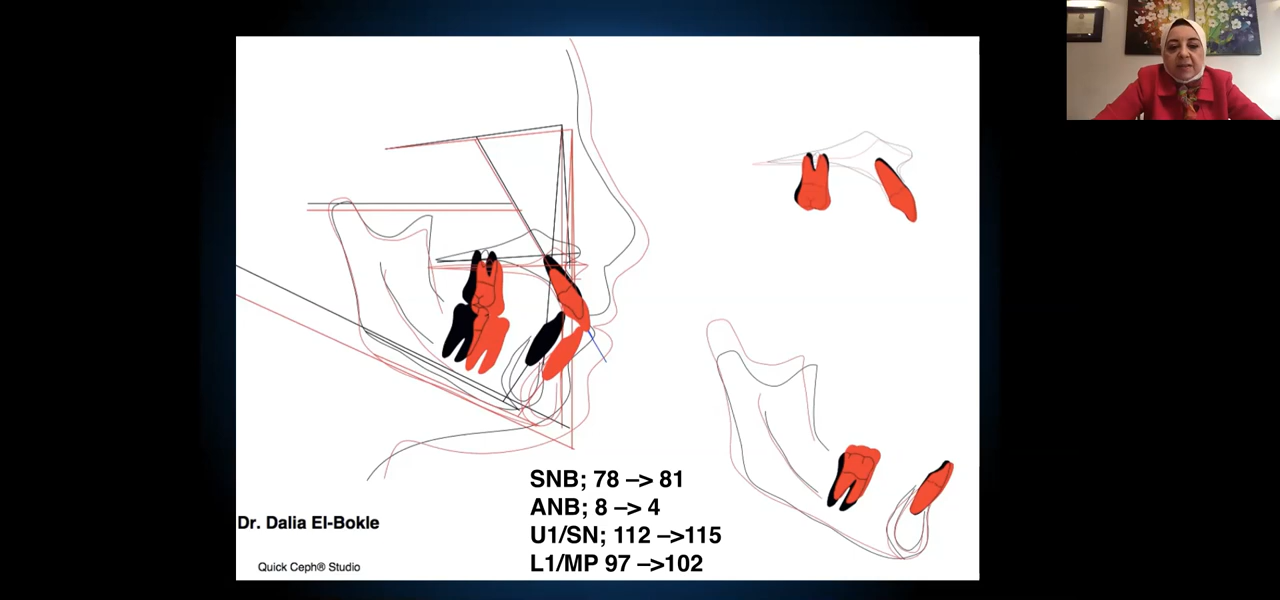 SNB; 78 –> 81
ANB; 8 –> 4
U1/SN; 112 –>115
L1/MP 97 –>102
Dr. Dalia El-Bokle
Quick Ceph® Studio